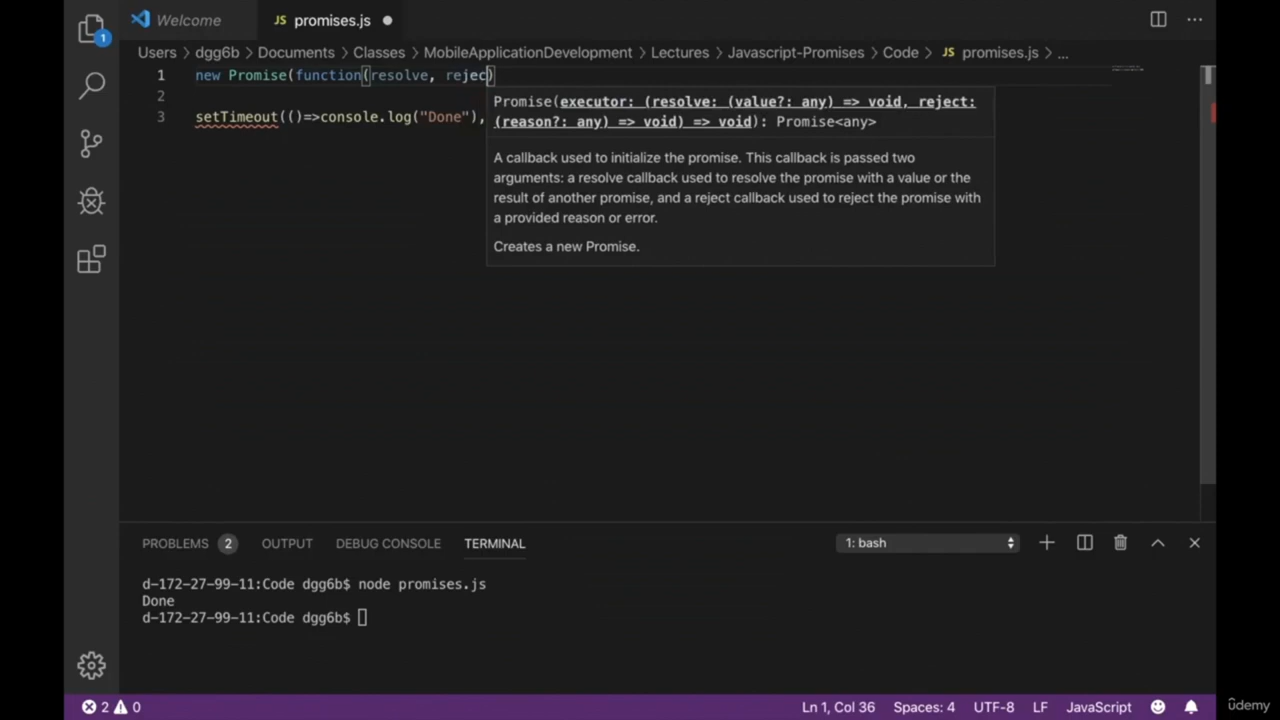 1
Welcome
JS promises.js
Users > dgg6b > Documents > Classes > MobileApplicationDevelopment > Lectures > Javascript-Promises > Code > JS promises.js > ...
1 new Promise(function(resolve, rejec)
2
3 setTimeout(()=>console.log("Done"),
Promise(executor: (resolve: (value?: any) => void, reject:
(reason?: any) => void) => void): Promise<any>
A callback used to initialize the promise. This callback is passed two
arguments: a resolve callback used to resolve the promise with a value or the
result of another promise, and a reject callback used to reject the promise with
a provided reason or error.
Creates a new Promise.
PROBLEMS 2 OUTPUT DEBUG CONSOLE TERMINAL 1: bash
d-172-27-99-11:Code dgg6b$ node promises.js
Done
d-172-27-99-11:Code dgg6b$
2 0 Ln 1, Col 36 Spaces: 4 UTF-8 LF JavaScript
ûdemy